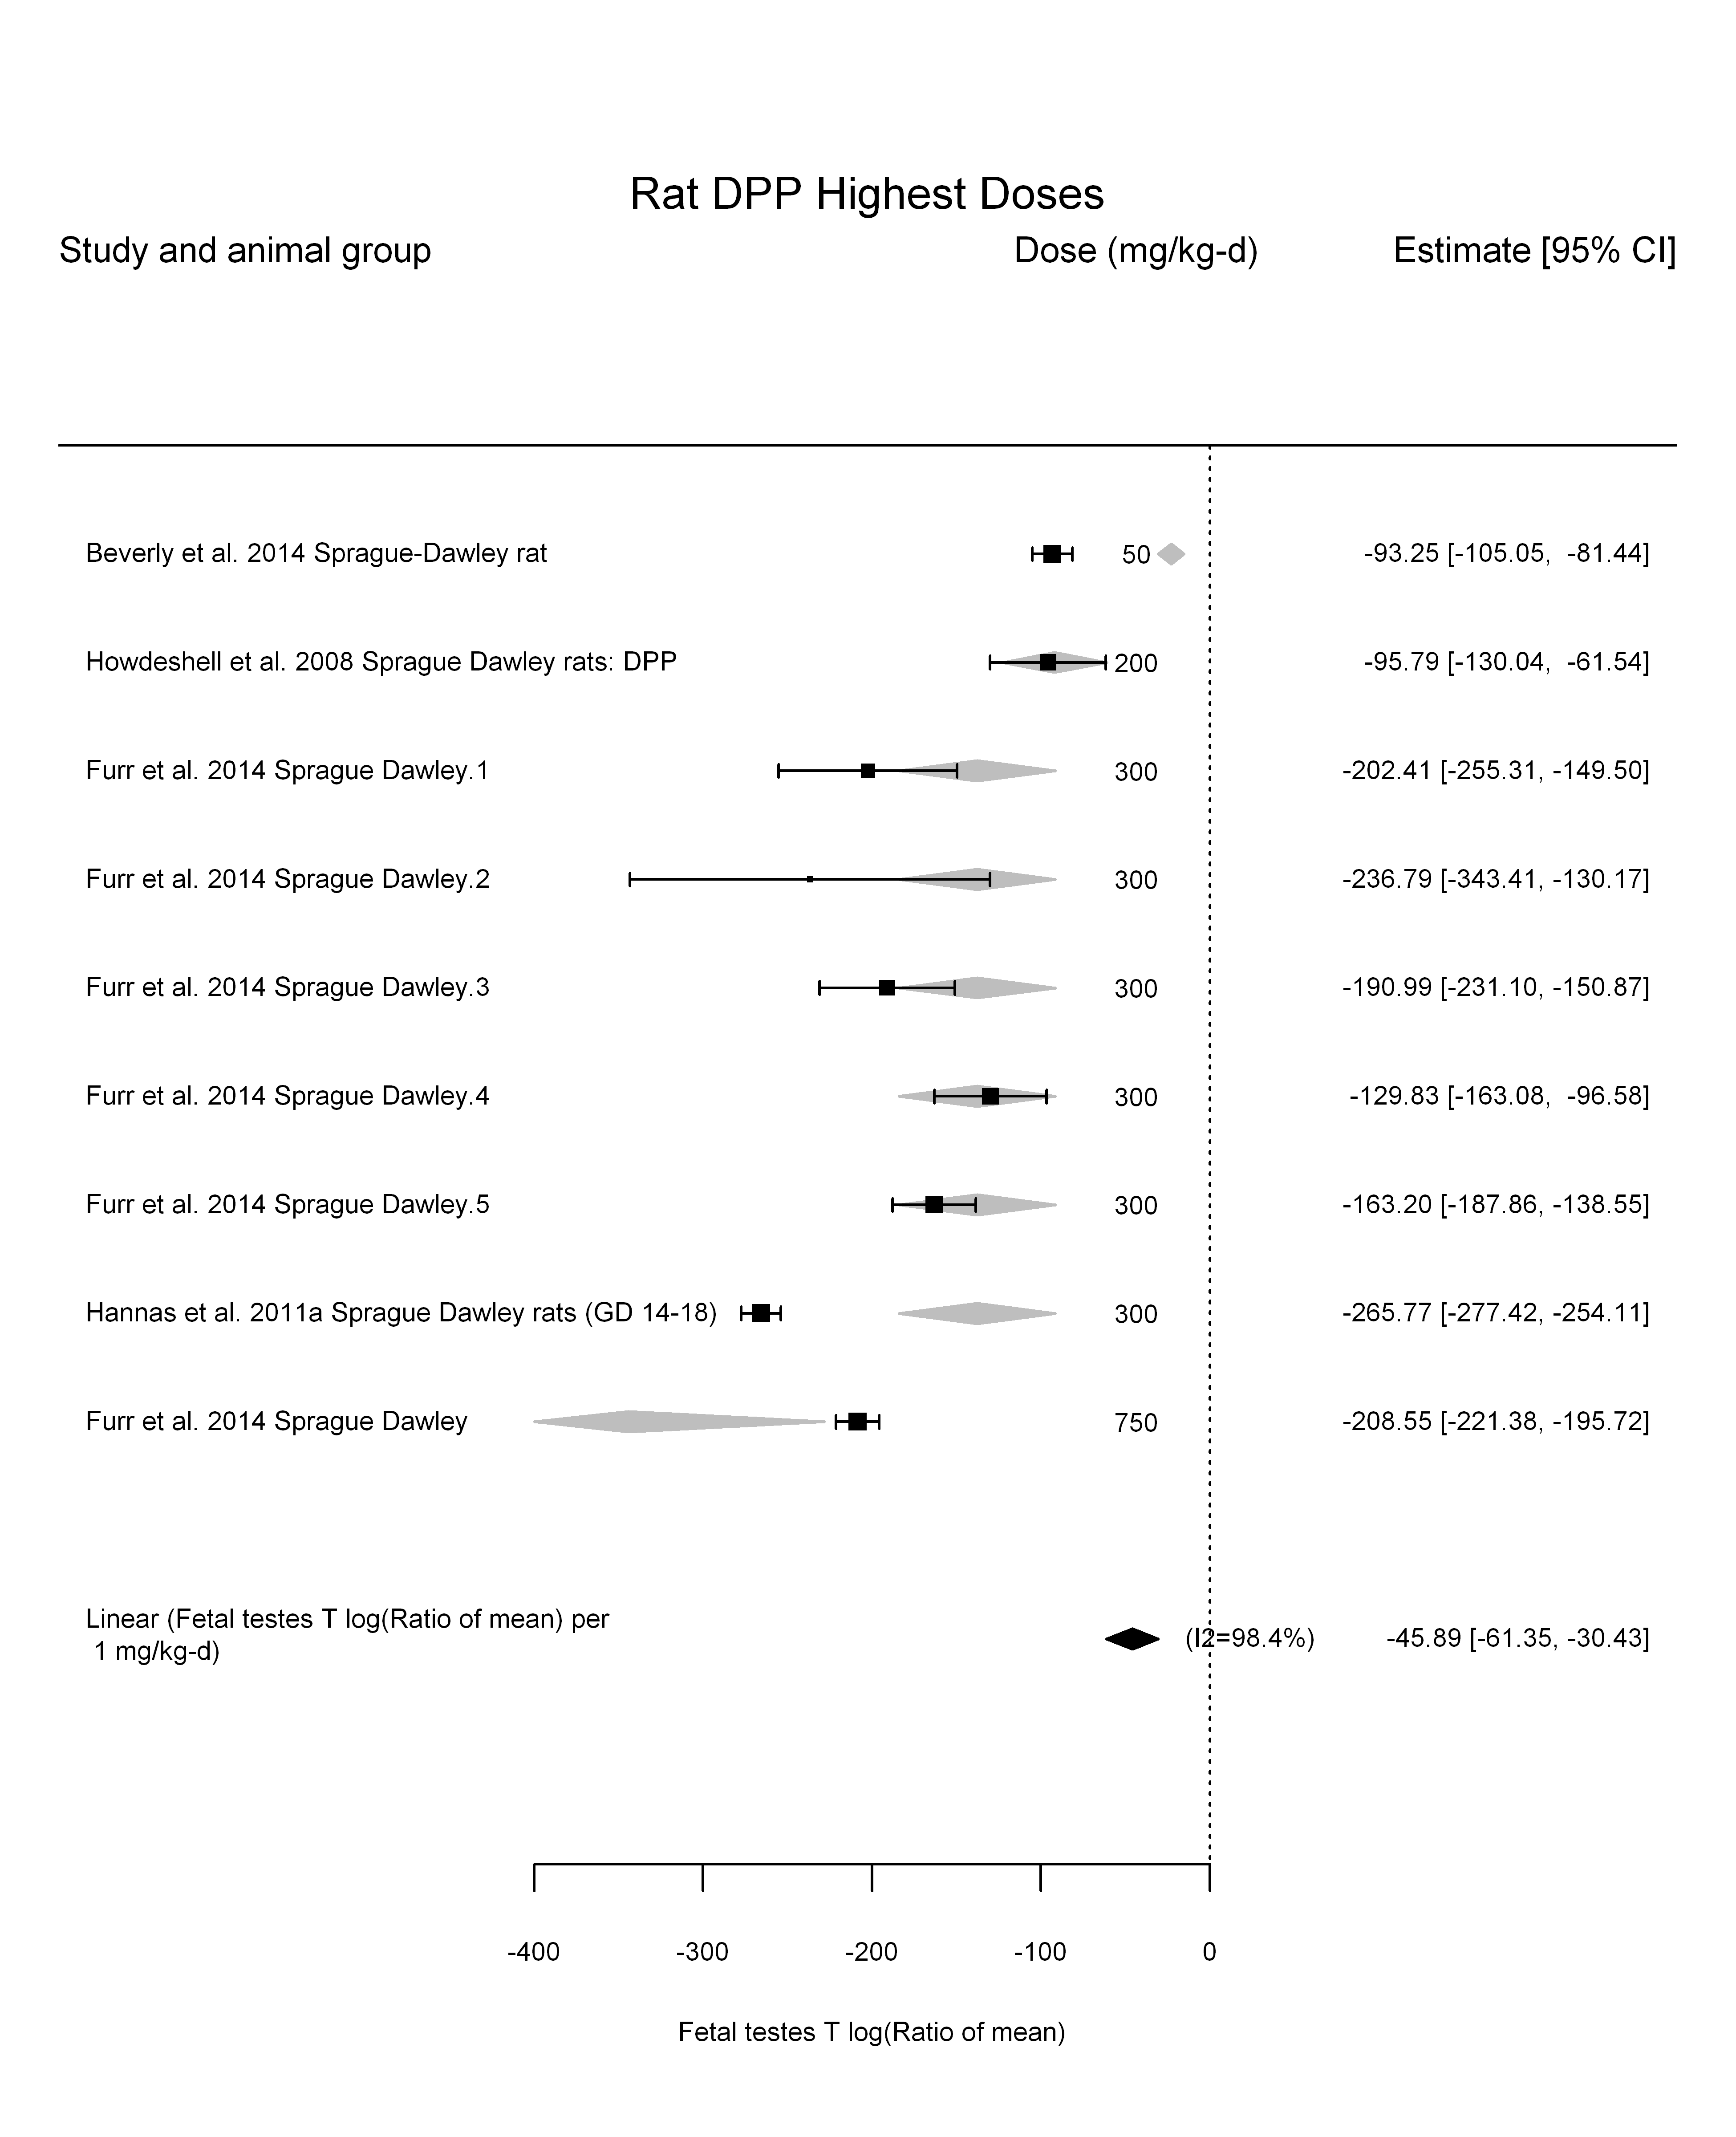 Rat DPP Highest Doses
Study and animal group Dose (mg/kg-d) Estimate [95% CI]
Beverly et al. 2014 Sprague-Dawley rat 50 -93.25 [-105.05, -81.44]
Howdeshell et al. 2008 Sprague Dawley rats: DPP 200 -95.79 [-130.04, -61.54]
Furr et al. 2014 Sprague Dawley.1 300 -202.41 [-255.31, -149.50]
Furr et al. 2014 Sprague Dawley.2 300 -236.79 [-343.41, -130.17]
Furr et al. 2014 Sprague Dawley.3 300 -190.99 [-231.10, -150.87]
Furr et al. 2014 Sprague Dawley.4 300 -129.83 [-163.08, -96.58]
Furr et al. 2014 Sprague Dawley.5 300 -163.20 [-187.86, -138.55]
Hannas et al. 2011a Sprague Dawley rats (GD 14-18) 300 -265.77 [-277.42, -254.11]
Furr et al. 2014 Sprague Dawley 750 -208.55 [-221.38, -195.72]
Linear (Fetal testes T log(Ratio of mean) per
1 mg/kg-d) (I2=98.4%) -45.89 [-61.35, -30.43]
-400 -300 -200 -100 0
Fetal testes T log(Ratio of mean)